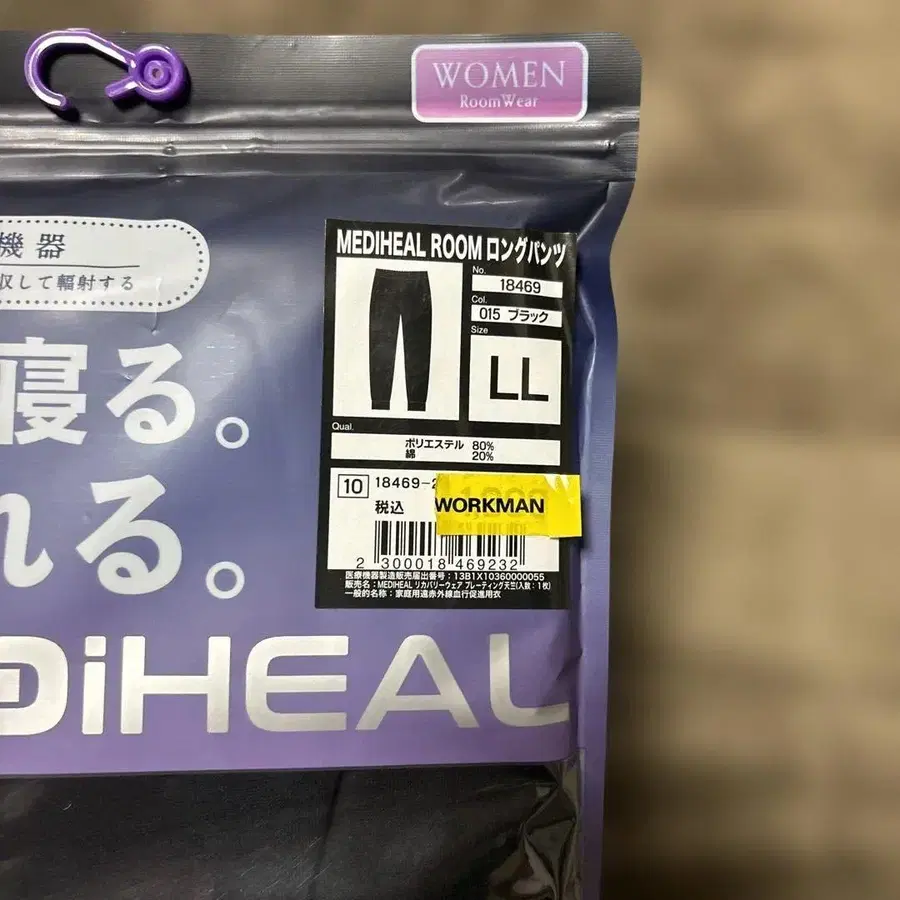 WOMEN
RoomWear
機器
収して輻射する
寝る。
れる。
MEDIHEAL ROOM ロングパンツ
No.
18469
Col.
015 ブラック
Size
LL
Qual.
ポリエステル 80%
綿 20%
10 18469-2
税込
WORKMAN
2 300018 469232
医療機器製造販売届出番号:13B1X10360000055
販売名:MEDIHEAL リカバリーウェア プレーティング天竺(入数:1枚)
一般的名称:家庭用遠赤外線血行促進用衣
DiHEAL